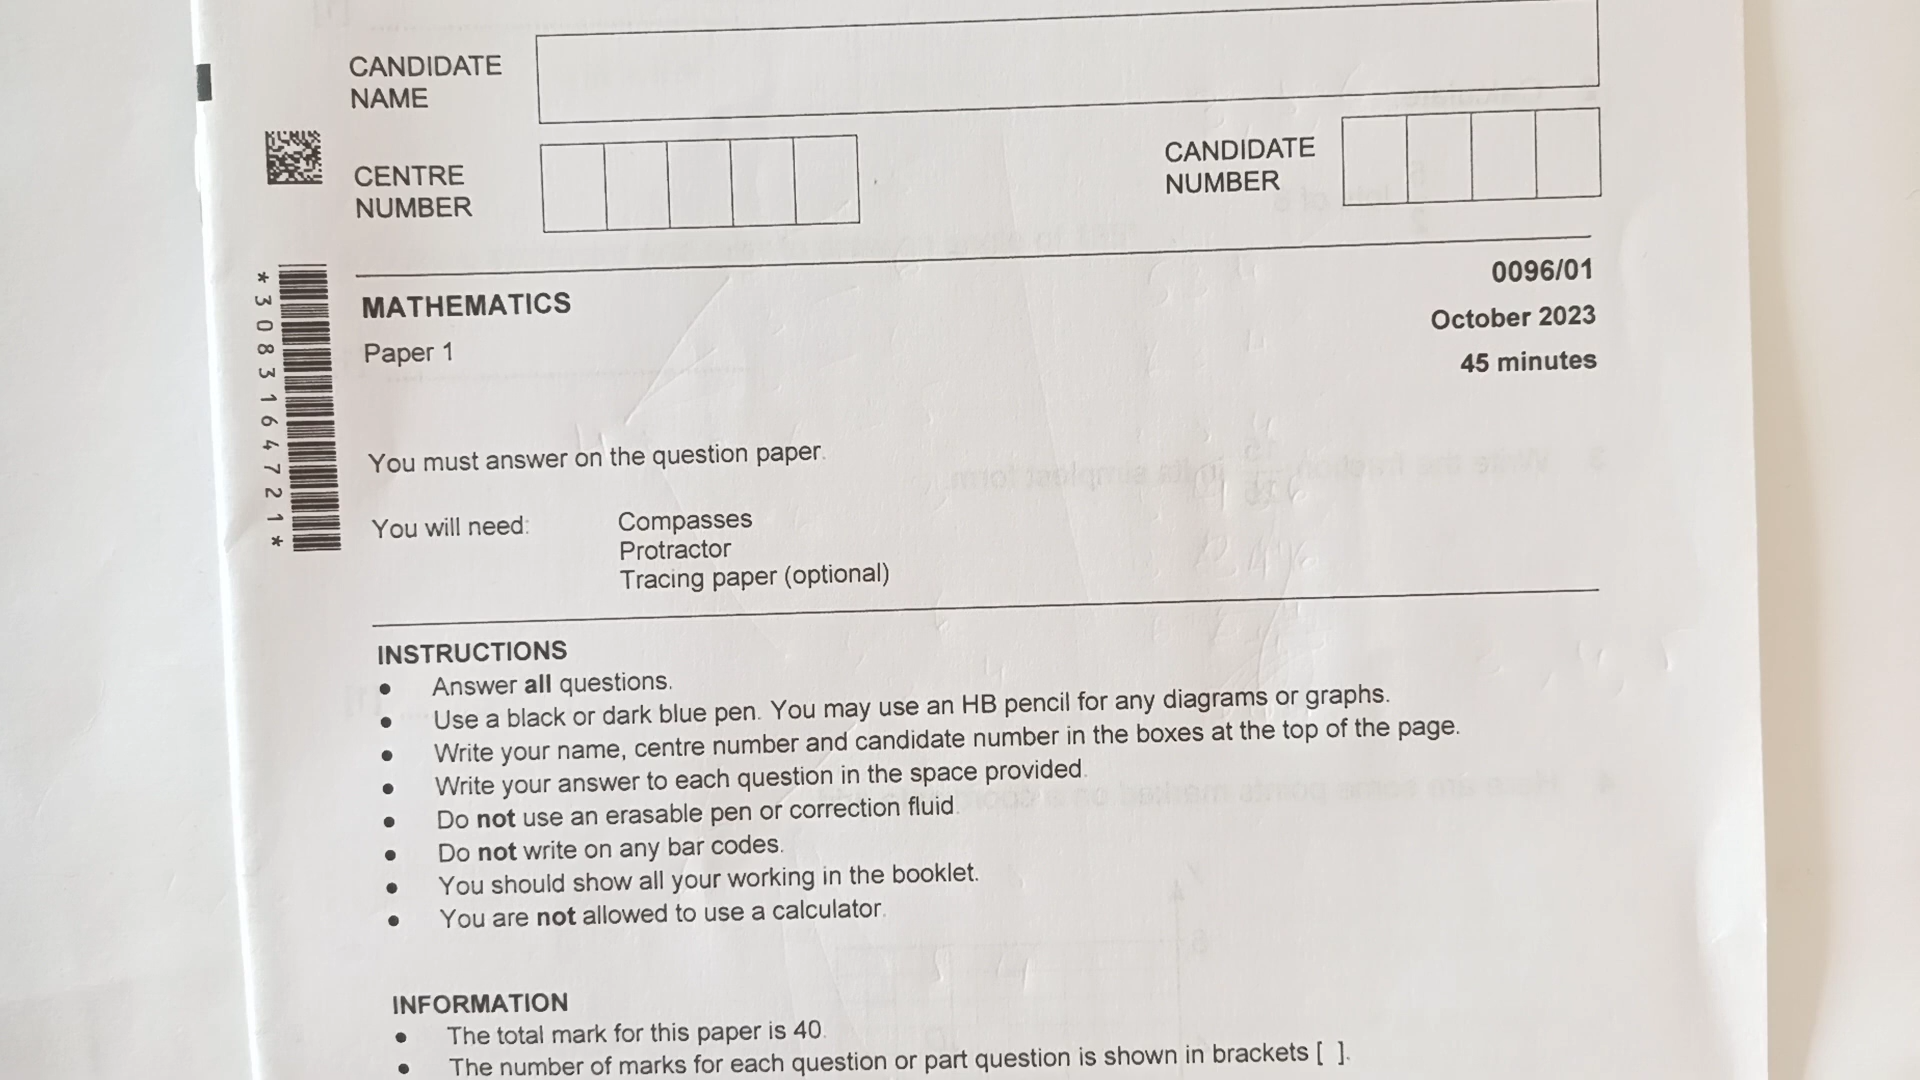 CANDIDATE
NAME
CENTRE
NUMBER
CANDIDATE
NUMBER
*3083164721*
MATHEMATICS
0096/01
Paper 1
October 2023
45 minutes
You must answer on the question paper.
You will need:
Compasses
Protractor
Tracing paper (optional)
INSTRUCTIONS
● Answer all questions.
● Use a black or dark blue pen. You may use an HB pencil for any diagrams or graphs.
● Write your name, centre number and candidate number in the boxes at the top of the page.
● Write your answer to each question in the space provided.
● Do not use an erasable pen or correction fluid.
● Do not write on any bar codes.
● You should show all your working in the booklet.
● You are not allowed to use a calculator.
INFORMATION
● The total mark for this paper is 40.
● The number of marks for each question or part question is shown in brackets [ ].